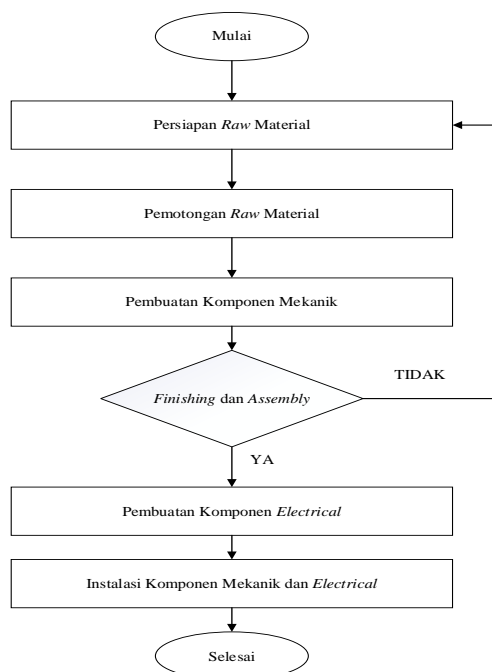 Mulai
Persiapan Raw Material
Pemotongan Raw Material
Pembuatan Komponen Mekanik
TIDAK
Finishing dan Assembly
YA
Pembuatan Komponen Electrical
Instalasi Komponen Mekanik dan Electrical
Selesai